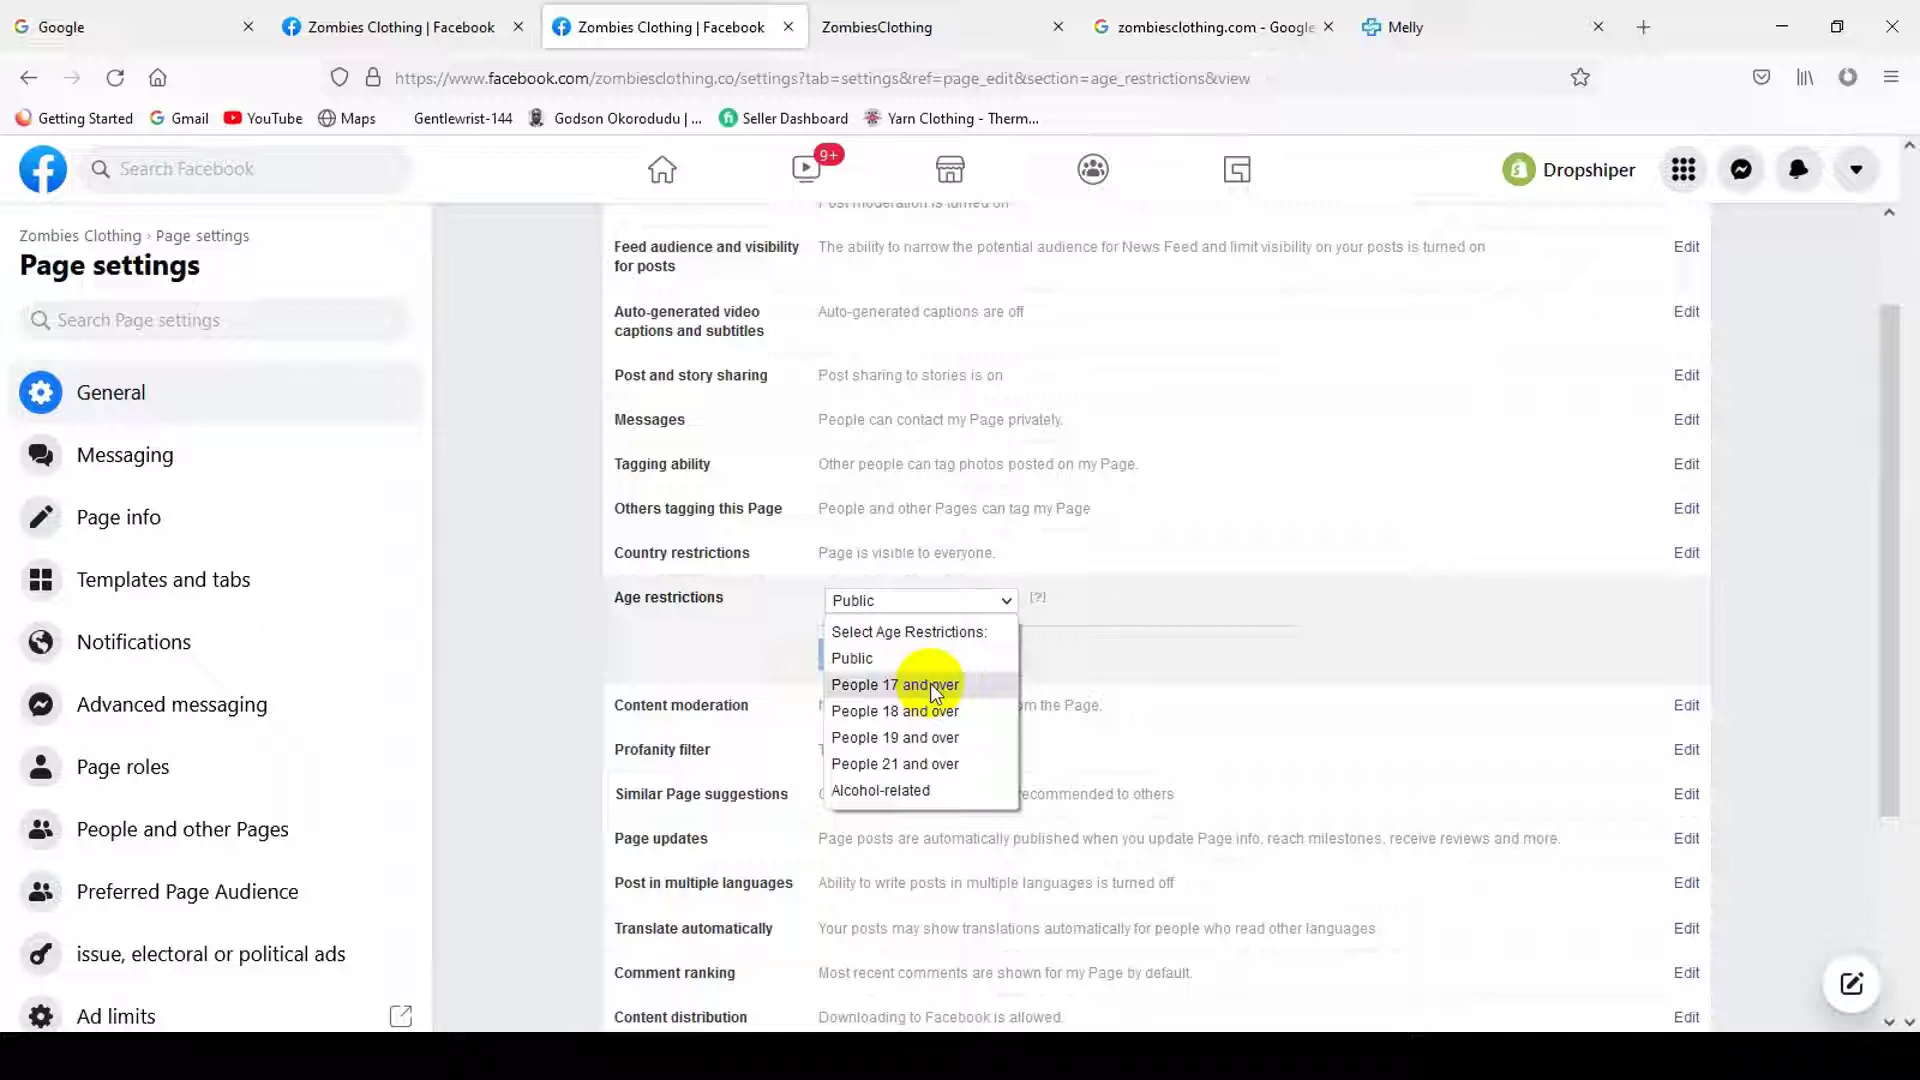 Google
Zombies Clothing | Facebook
Zombies Clothing | Facebook
ZombiesClothing
zombiesclothing.com - Google
Melly
https://www.facebook.com/zombiesclothing.co/settings?tab=settings&ref=page_edit&section=age_restrictions&view
Getting Started
Gmail
YouTube
Maps
Gentlewrist-144
Godson Okorodudu | ...
Seller Dashboard
Yarn Clothing - Therm...
Search Facebook
9+
Dropshiper
Zombies Clothing › Page settings
Page settings
Search Page settings
General
Messaging
Page info
Templates and tabs
Notifications
Advanced messaging
Page roles
People and other Pages
Preferred Page Audience
issue, electoral or political ads
Ad limits
Post moderation is turned on
Feed audience and visibility for posts
The ability to narrow the potential audience for News Feed and limit visibility on your posts is turned on
Edit
Auto-generated video captions and subtitles
Auto-generated captions are off
Edit
Post and story sharing
Post sharing to stories is on
Edit
Messages
People can contact my Page privately.
Edit
Tagging ability
Other people can tag photos posted on my Page.
Edit
Others tagging this Page
People and other Pages can tag my Page
Edit
Country restrictions
Page is visible to everyone.
Edit
Age restrictions
Public
[?]
Select Age Restrictions:
Public
People 17 and over
People 18 and over
People 19 and over
People 21 and over
Alcohol-related
Content moderation
the Page.
Edit
Profanity filter
Edit
Similar Page suggestions
recommended to others
Edit
Page updates
Page posts are automatically published when you update Page info, reach milestones, receive reviews and more.
Edit
Post in multiple languages
Ability to write posts in multiple languages is turned off
Edit
Translate automatically
Your posts may show translations automatically for people who read other languages
Edit
Comment ranking
Most recent comments are shown for my Page by default.
Edit
Content distribution
Downloading to Facebook is allowed.
Edit